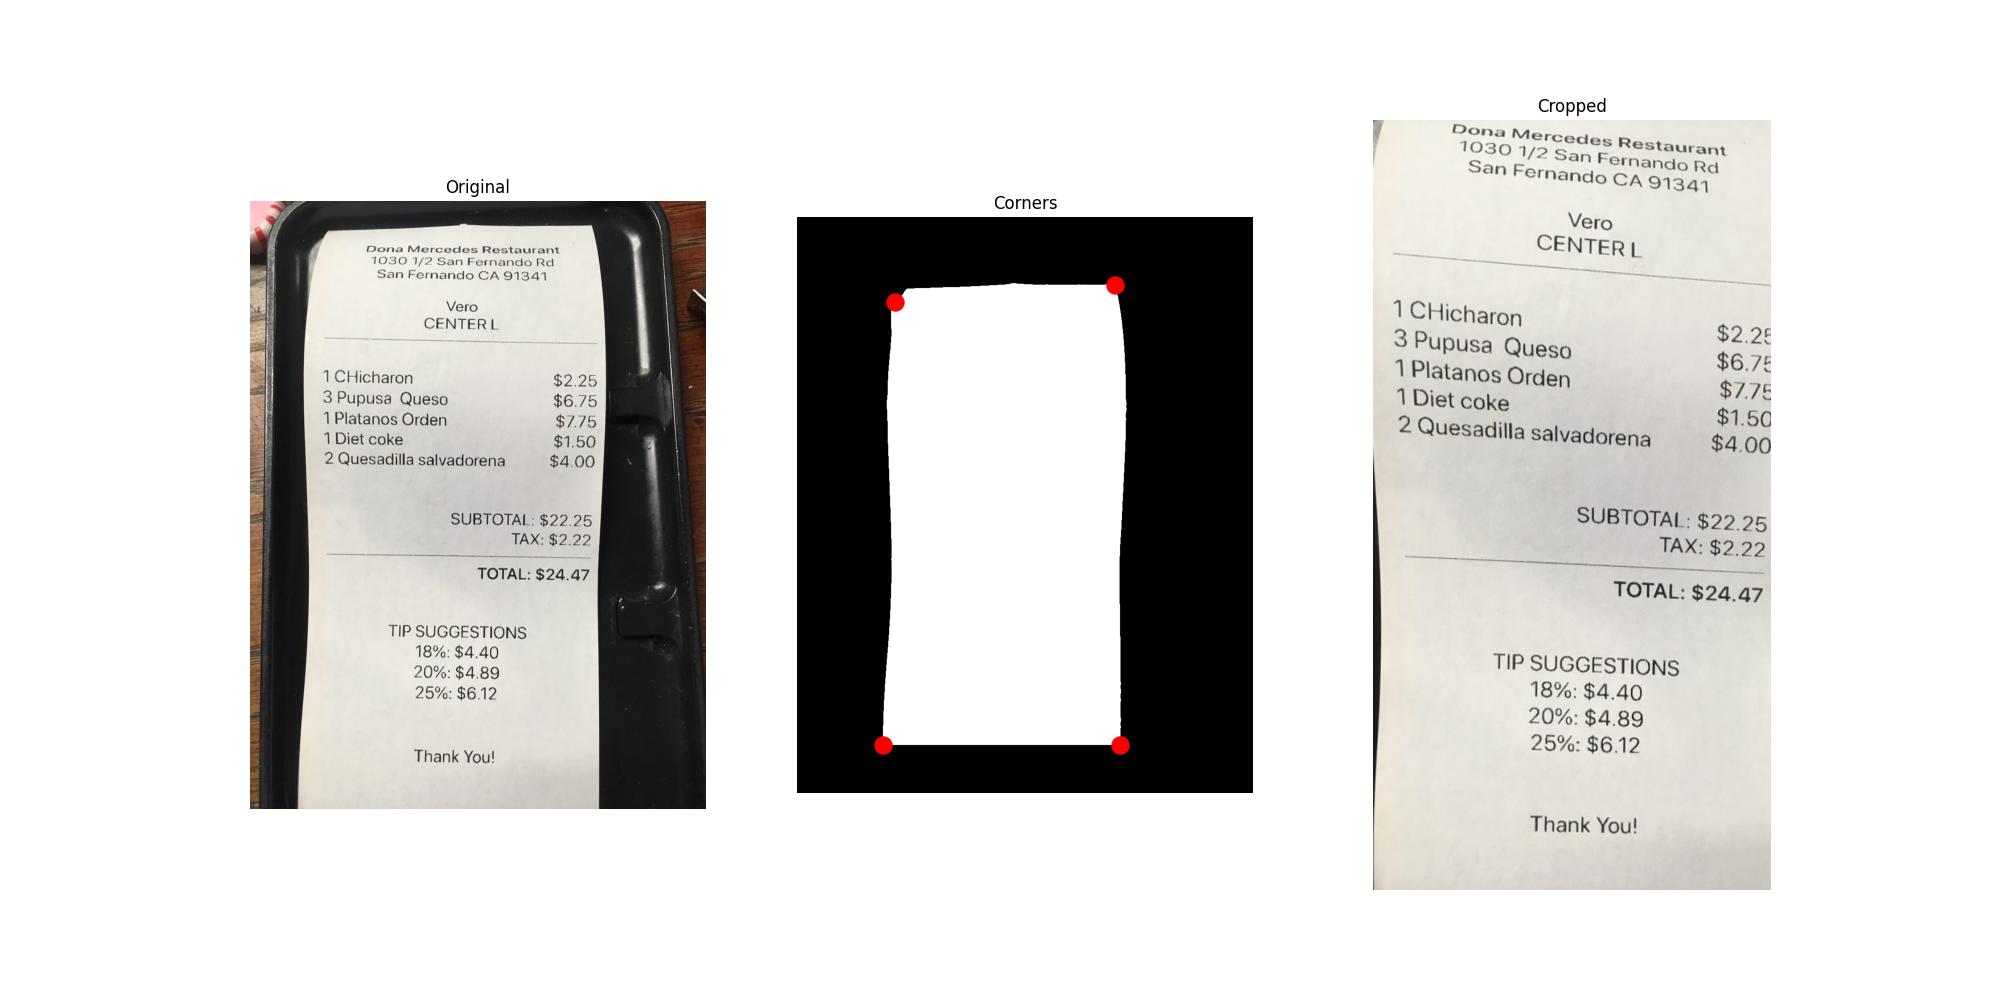 Original
Dona Mercedes Restaurant
1030 1/2 San Fernando Rd
San Fernando CA 91341
Vero
CENTER L
1 CHicharon $2.25
3 Pupusa Queso $6.75
1 Platanos Orden $7.75
1 Diet coke $1.50
2 Quesadilla salvadorena $4.00
SUBTOTAL: $22.25
TAX: $2.22
TOTAL: $24.47
TIP SUGGESTIONS
18%: $4.40
20%: $4.89
25%: $6.12
Thank You!
Corners
Cropped
Dona Mercedes Restaurant
1030 1/2 San Fernando Rd
San Fernando CA 91341
Vero
CENTER L
1 CHicharon $2.25
3 Pupusa Queso $6.75
1 Platanos Orden $7.75
1 Diet coke $1.50
2 Quesadilla salvadorena $4.00
SUBTOTAL: $22.25
TAX: $2.22
TOTAL: $24.47
TIP SUGGESTIONS
18%: $4.40
20%: $4.89
25%: $6.12
Thank You!